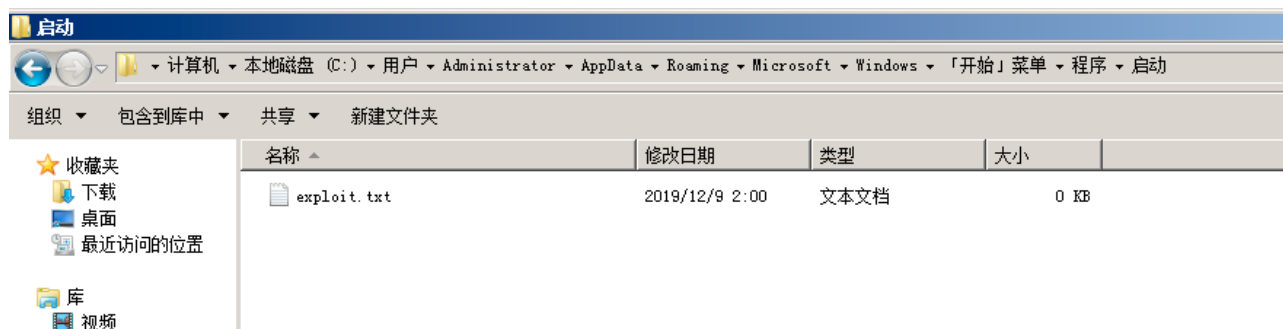 启动
计算机 本地磁盘 (C:) 用户 Administrator AppData Roaming Microsoft Windows 「开始」菜单 程序 启动
组织 包含到库中 共享 新建文件夹
收藏夹
下载
桌面
最近访问的位置
库
视频
名称 修改日期 类型 大小
exploit.txt 2019/12/9 2:00 文本文档 0 KB